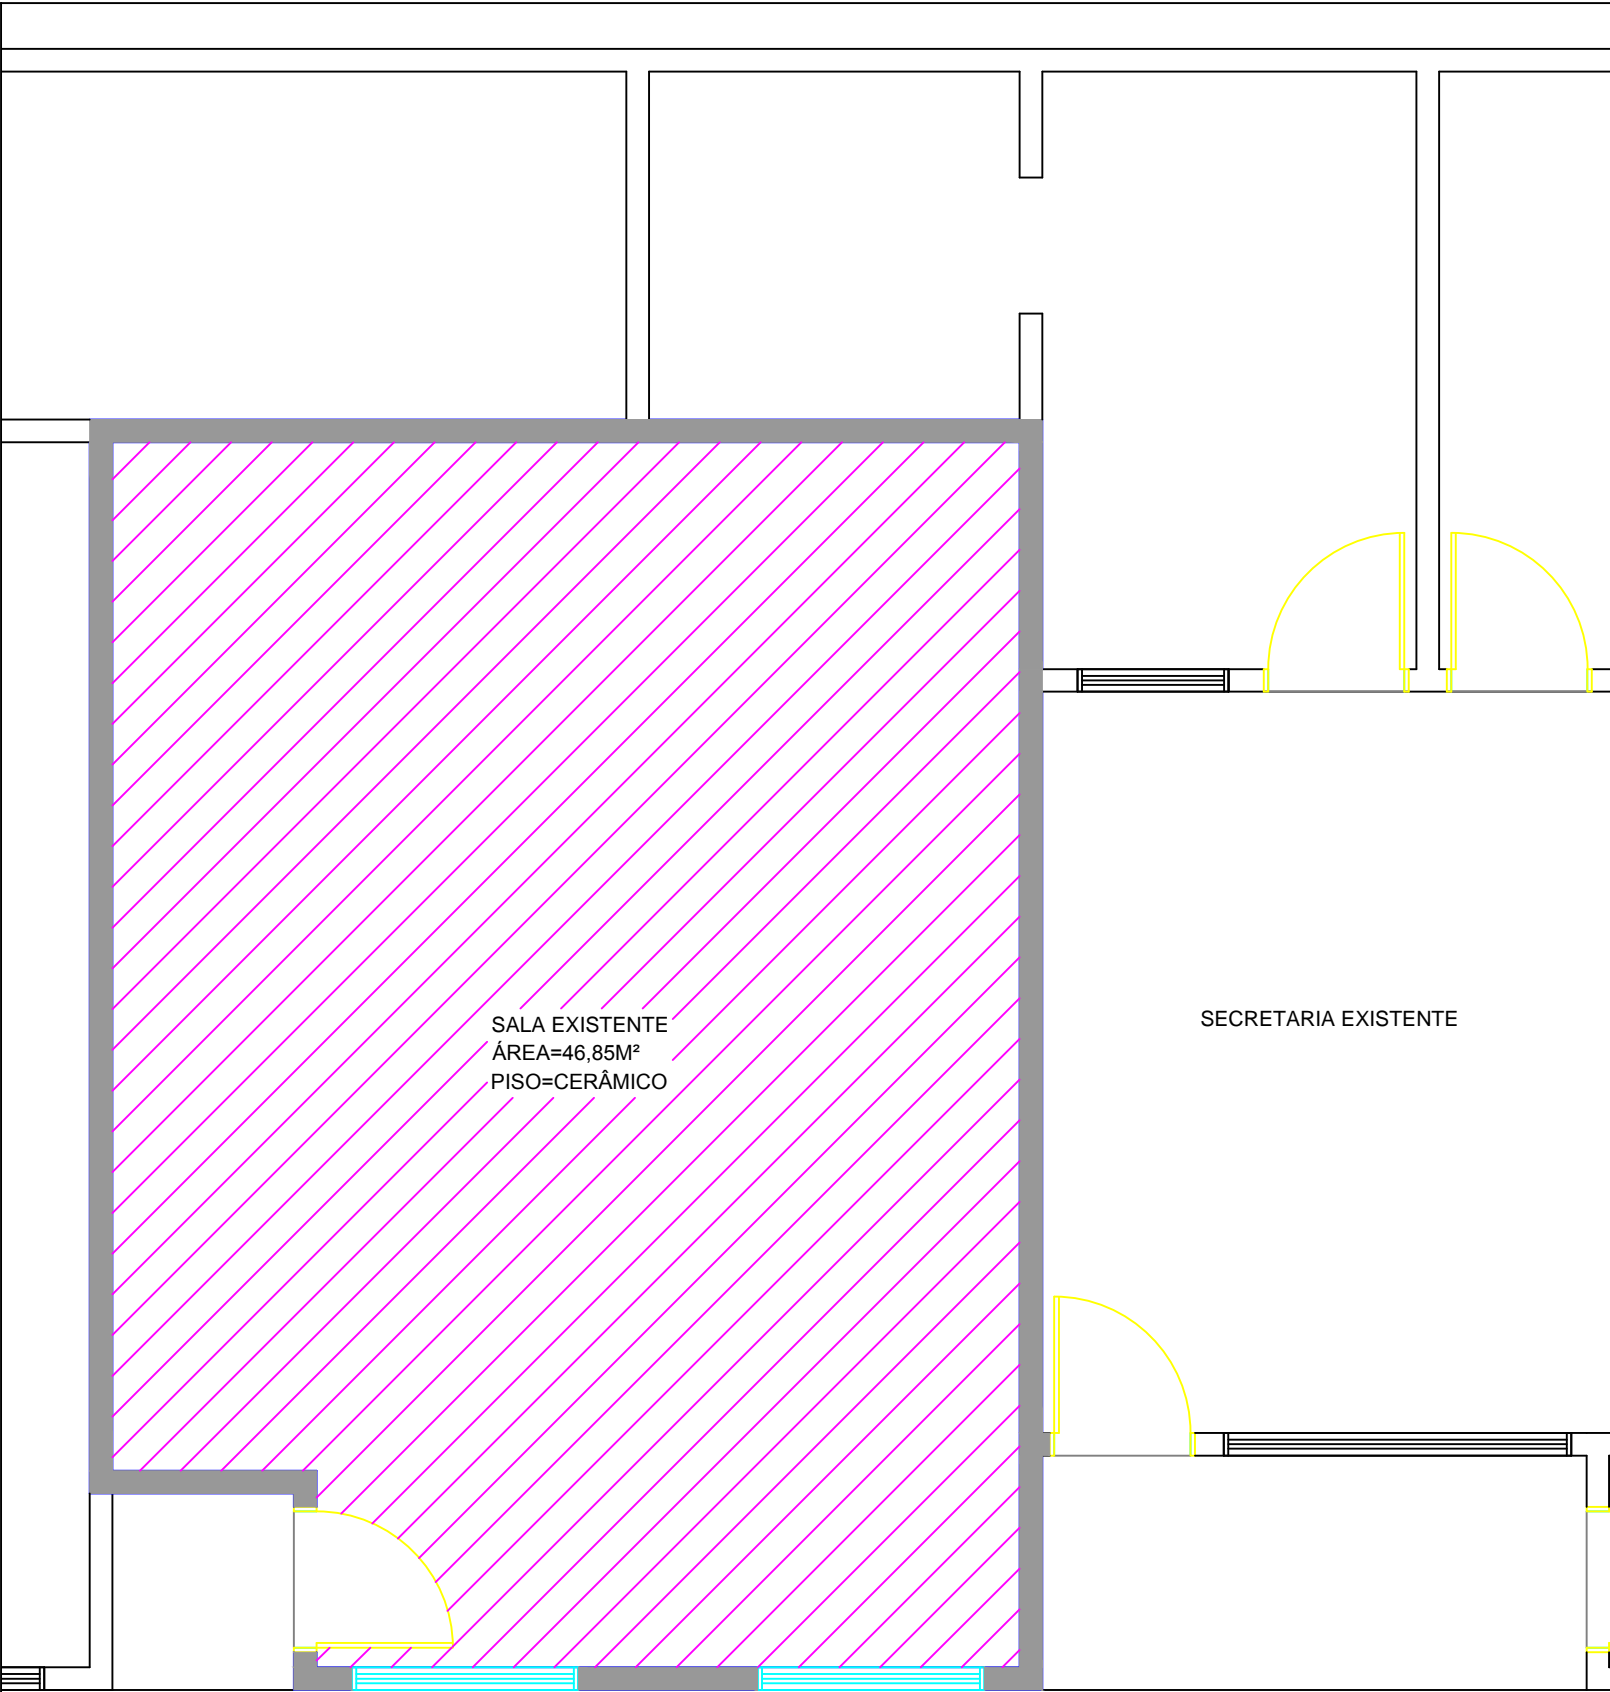 SALA EXISTENTE
ÁREA=46,85M²
PISO=CERÂMICO
SECRETARIA EXISTENTE